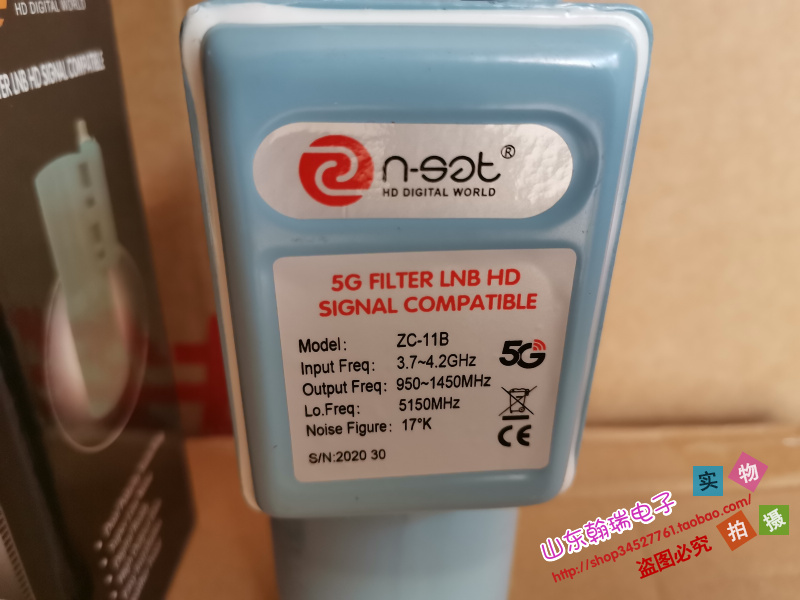 HD DIGITAL WORLD
LNB HD SIGNAL COMPATIBLE
n-sat®
HD DIGITAL WORLD
5G FILTER LNB HD
SIGNAL COMPATIBLE
Model: ZC-11B
Input Freq: 3.7~4.2GHz
Output Freq: 950~1450MHz
Lo.Freq: 5150MHz
Noise Figure: 17°K
S/N:2020 30
5G
CE
实物
拍摄
山东翰瑞电子
http://shop34527761.taobao.com/
盗图必究